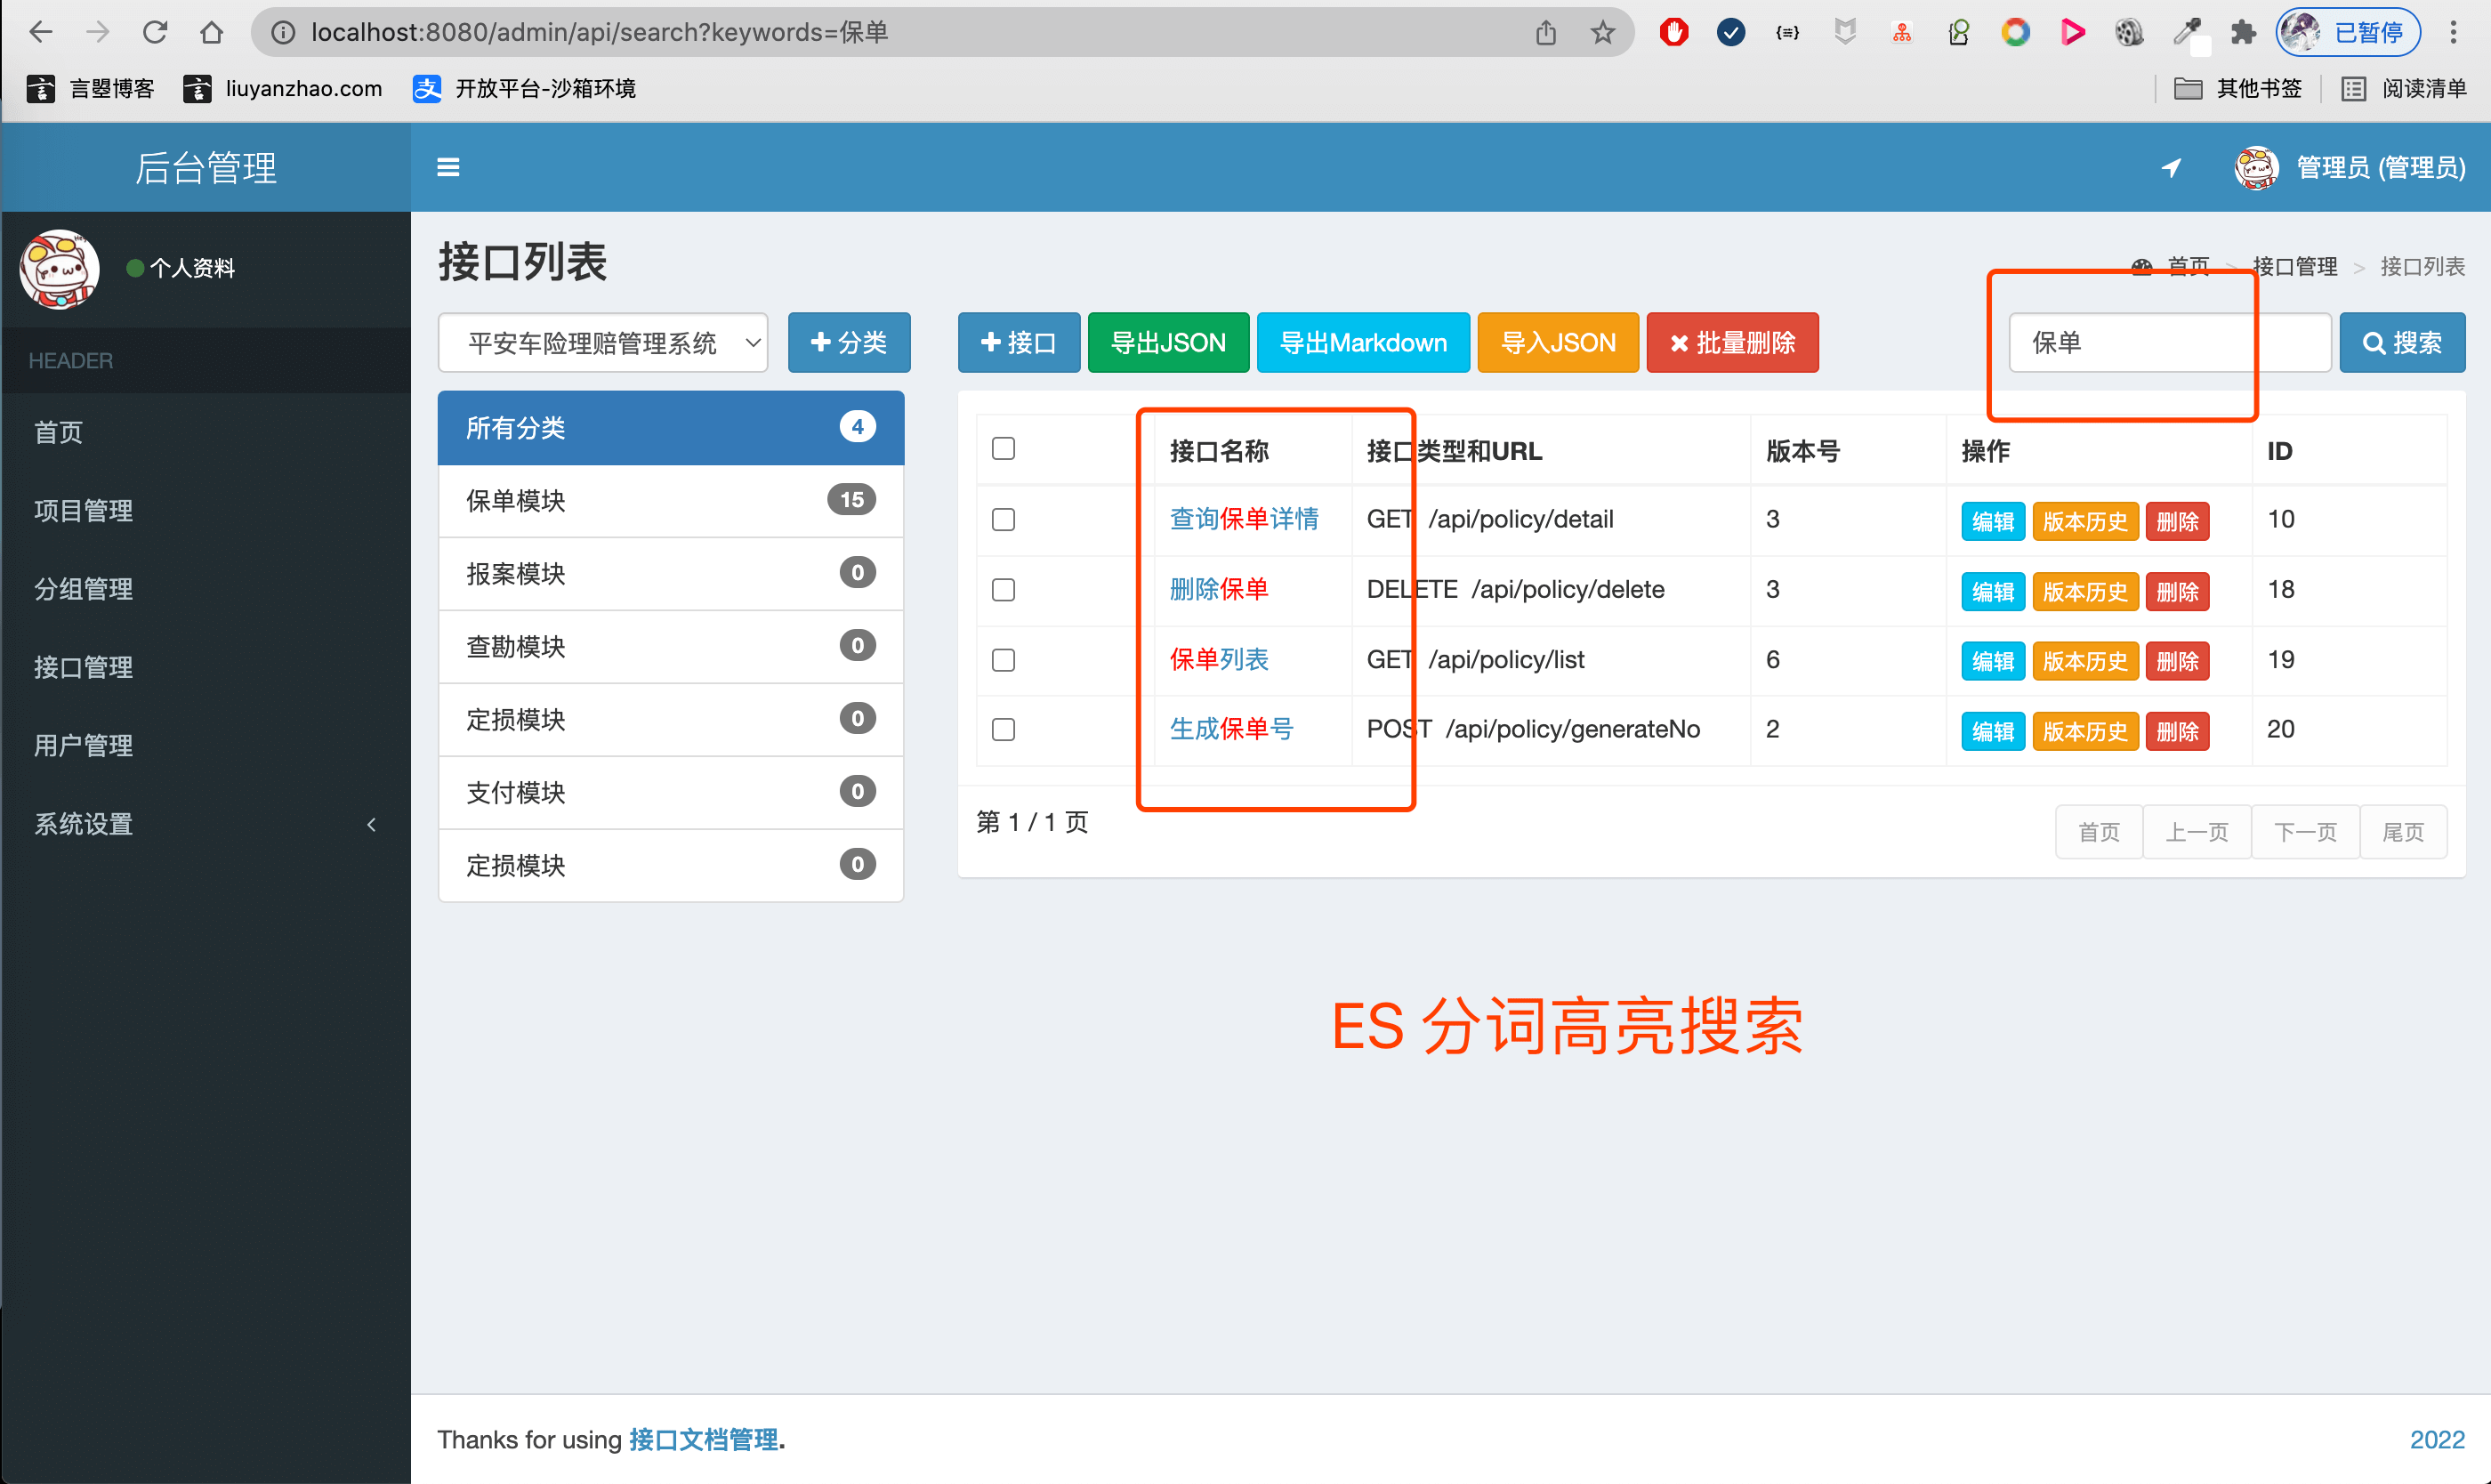 localhost:8080/admin/api/search?keywords=保单
已暂停
言曌博客
liuyanzhao.com
开放平台-沙箱环境
其他书签
阅读清单
后台管理
管理员 (管理员)
个人资料
HEADER
首页
项目管理
分组管理
接口管理
用户管理
系统设置
接口列表
首页 > 接口管理 > 接口列表
平安车险理赔管理系统
分类
接口
导出JSON
导出Markdown
导入JSON
批量删除
保单
搜索
所有分类 4
保单模块 15
报案模块 0
查勘模块 0
定损模块 0
支付模块 0
定损模块 0
接口名称 接口类型和URL 版本号 操作 ID
查询保单详情 GET /api/policy/detail 3 编辑 版本历史 删除 10
删除保单 DELETE /api/policy/delete 3 编辑 版本历史 删除 18
保单列表 GET /api/policy/list 6 编辑 版本历史 删除 19
生成保单号 POST /api/policy/generateNo 2 编辑 版本历史 删除 20
第 1 / 1 页
首页 上一页 下一页 尾页
ES 分词高亮搜索
Thanks for using 接口文档管理.
2022